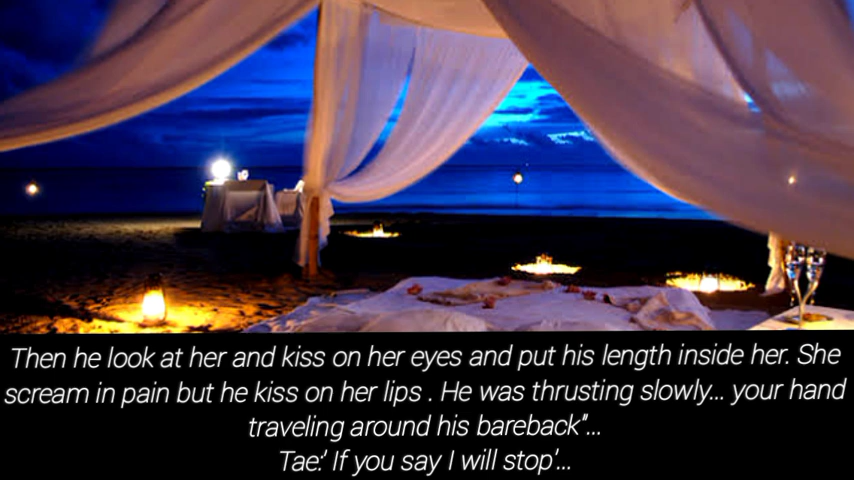 Then he look at her and kiss on her eyes and put his length inside her. She
scream in pain but he kiss on her lips . He was thrusting slowly... your hand
traveling around his bareback"...
Tae:' If you say I will stop'...